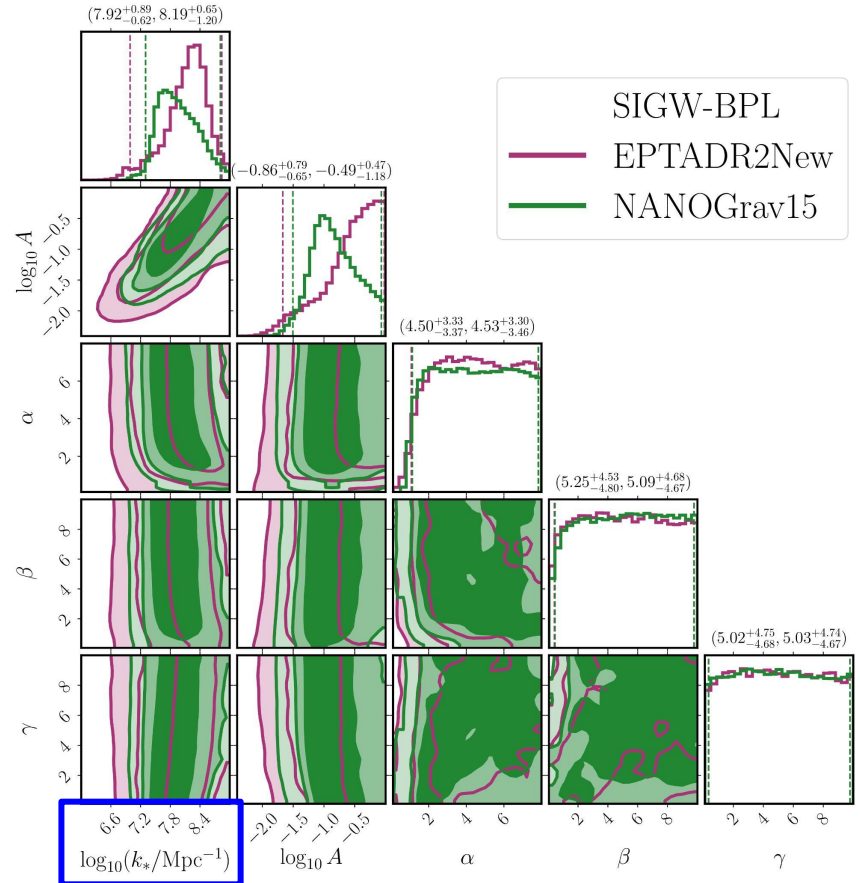 (7.92^{+0.89}_{-0.62}, 8.19^{+0.65}_{-1.20})
SIGW-BPL
EPTADR2New
NANOGrav15
(−0.86^{+0.79}_{-0.65}, −0.49^{+0.47}_{-1.18})
log₁₀ A
−0.5
−1.0
−1.5
−2.0
(4.50^{+3.33}_{-3.37}, 4.53^{+3.30}_{-3.46})
α
6
4
2
(5.25^{+4.53}_{-4.80}, 5.09^{+4.68}_{-4.67})
β
8
6
4
2
(5.02^{+4.75}_{-4.68}, 5.03^{+4.74}_{-4.67})
γ
8
6
4
2
6.6 7.2 7.8 8.4 −2.0 −1.5 −1.0 −0.5 2 4 6 2 4 6 8 2 4 6 8
log₁₀(k_*/Mpc⁻¹) log₁₀ A α β γ